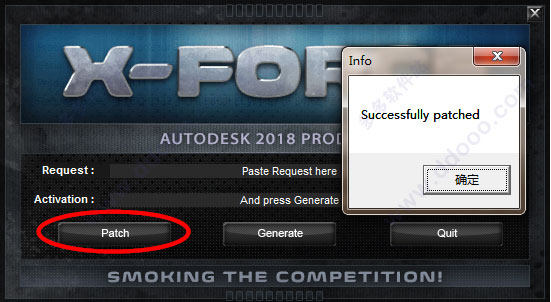 X-FOR
Info
Successfully patched
确定
AUTODESK 2018 PROD
Request :
Paste Request here
Activation :
And press Generate
Patch
Generate
Quit
SMOKING THE COMPETITION!